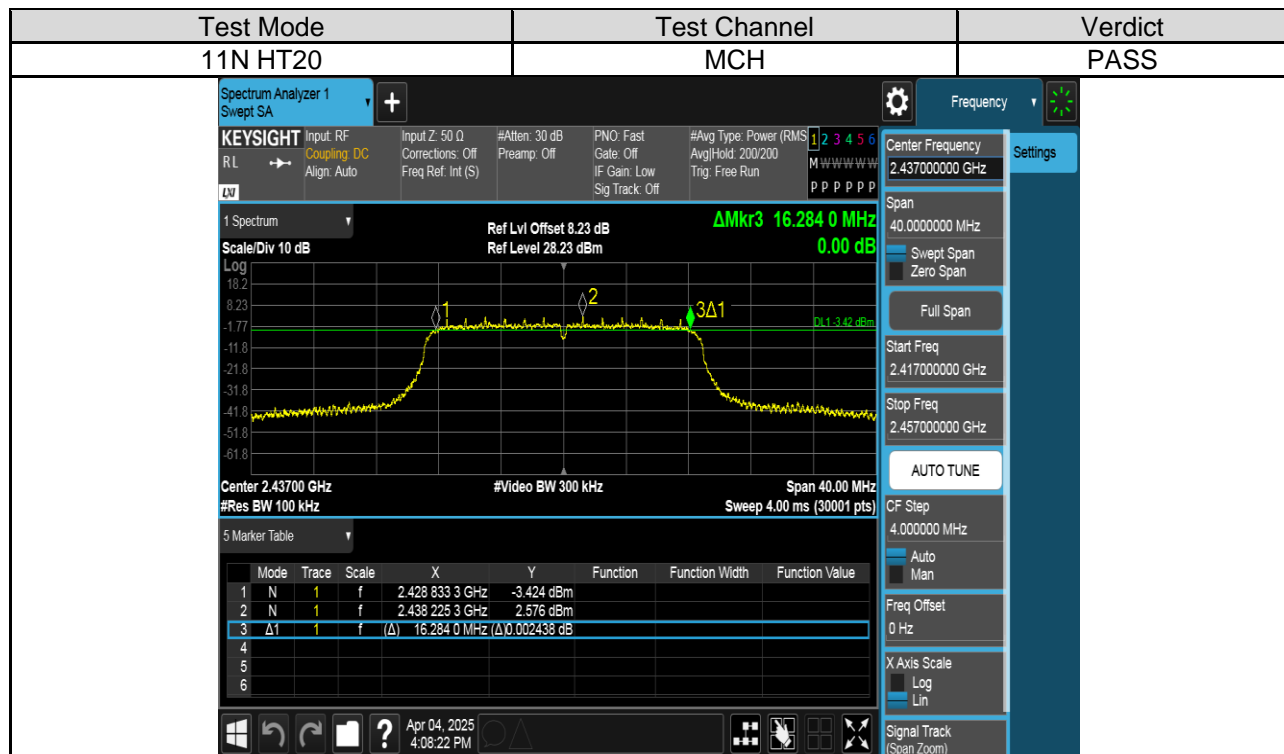 Test Mode Test Channel Verdict
11N HT20 MCH PASS
Spectrum Analyzer 1
Swept SA
Frequency
KEYSIGHT Input: RF Input Z: 50 Ω #Atten: 30 dB PNO: Fast #Avg Type: Power (RMS 1 2 3 4 5 6
RL Coupling: DC Corrections: Off Preamp: Off Gate: Off Avg|Hold: 200/200 M W W W W W
Align: Auto Freq Ref: Int (S) IF Gain: Low Trig: Free Run
LXI Sig Track: Off P P P P P P
1 Spectrum Ref Lvl Offset 8.23 dB ΔMkr3 16.284 0 MHz
Scale/Div 10 dB Ref Level 28.23 dBm 0.00 dB
Log
18.2
8.23
-1.77
-11.8
-21.8
-31.8
-41.8
-51.8
-61.8
1
2
3Δ1
DL1 -3.42 dBm
Center 2.43700 GHz #Video BW 300 kHz Span 40.00 MHz
#Res BW 100 kHz Sweep 4.00 ms (30001 pts)
5 Marker Table
Mode Trace Scale X Y Function Function Width Function Value
1 N 1 f 2.428 833 3 GHz -3.424 dBm
2 N 1 f 2.438 225 3 GHz 2.576 dBm
3 Δ1 1 f (Δ) 16.284 0 MHz (Δ)0.002438 dB
4
5
6
Apr 04, 2025
4:08:22 PM
Center Frequency
2.437000000 GHz
Settings
Span
40.0000000 MHz
Swept Span
Zero Span
Full Span
Start Freq
2.417000000 GHz
Stop Freq
2.457000000 GHz
AUTO TUNE
CF Step
4.000000 MHz
Auto
Man
Freq Offset
0 Hz
X Axis Scale
Log
Lin
Signal Track
(Span Zoom)